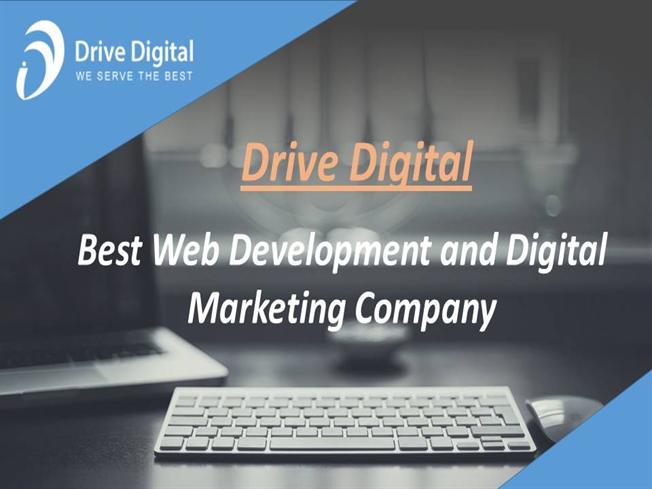 Drive Digital
WE SERVE THE BEST
Drive Digital
Best Web Development and Digital
Marketing Company